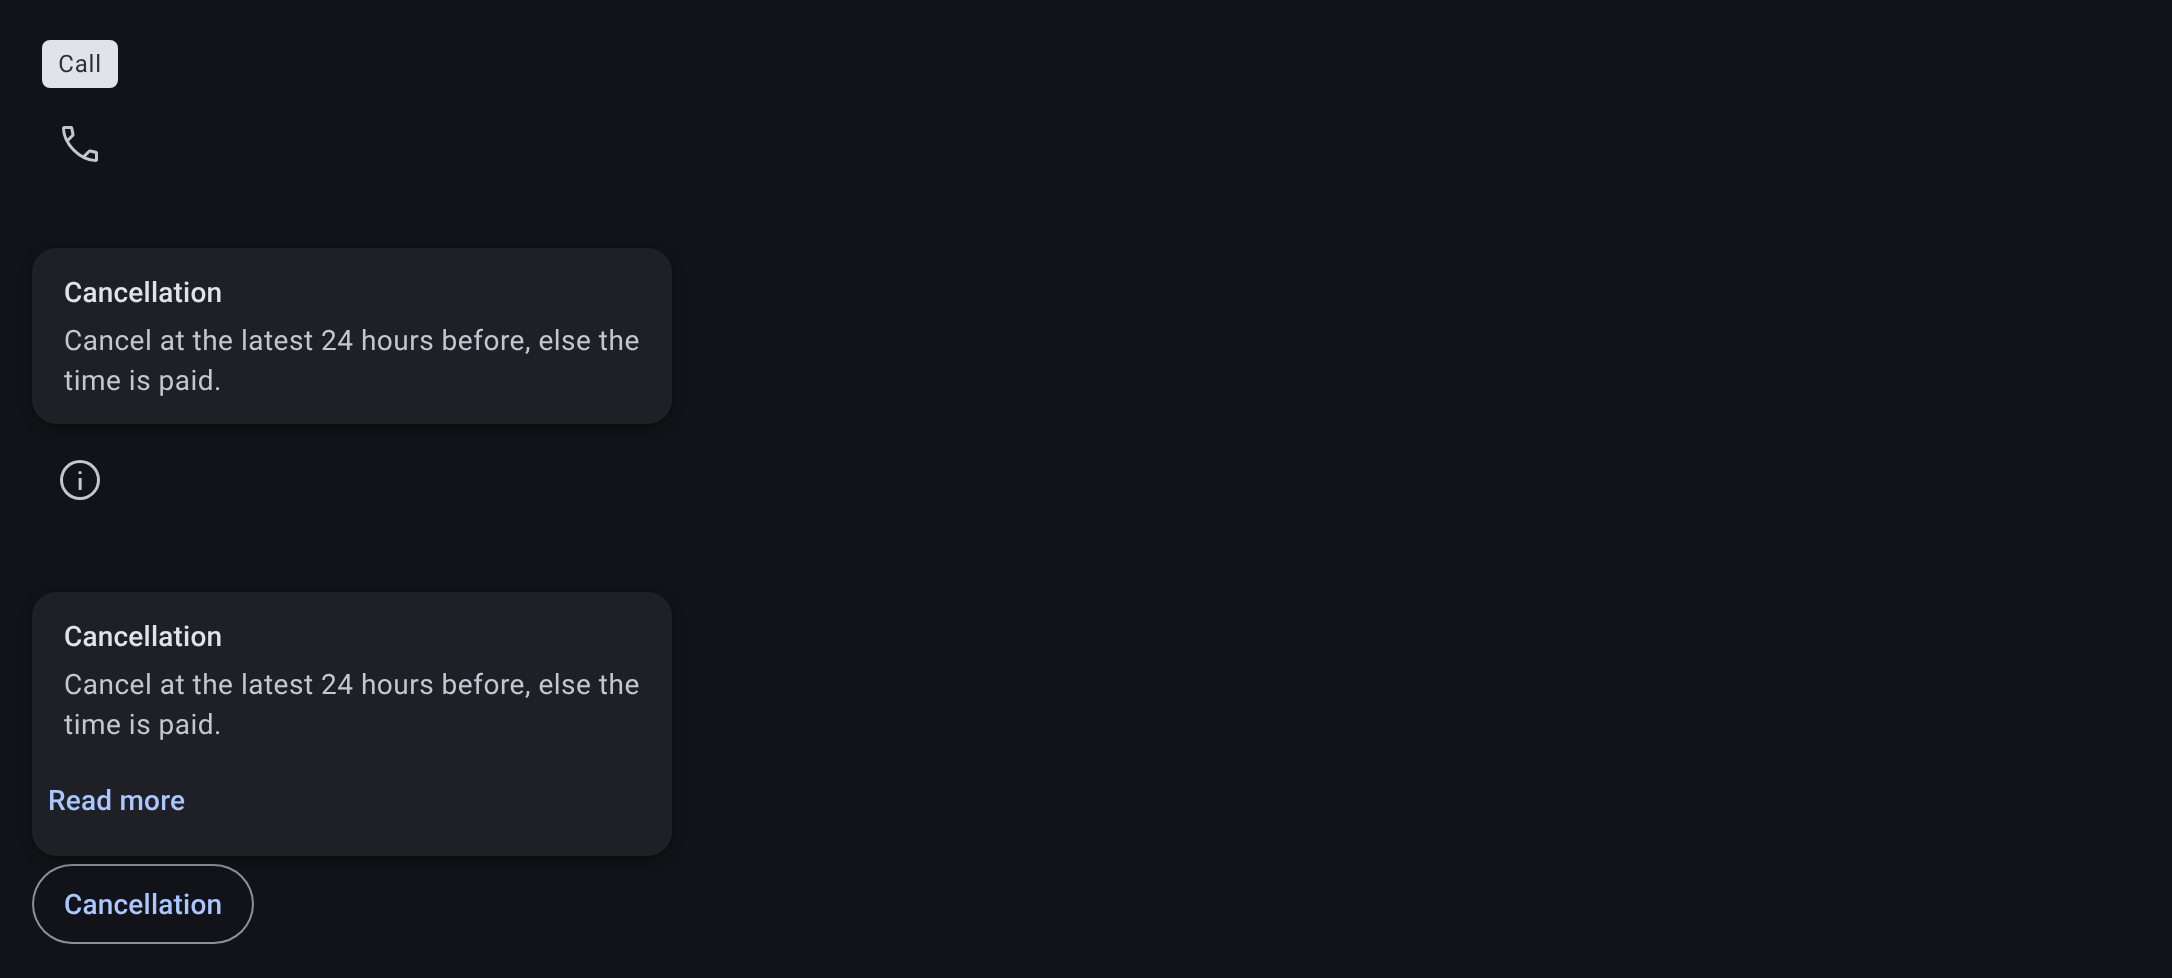 Call
Cancellation
Cancel at the latest 24 hours before, else the
time is paid.
Cancellation
Cancel at the latest 24 hours before, else the
time is paid.
Read more
Cancellation